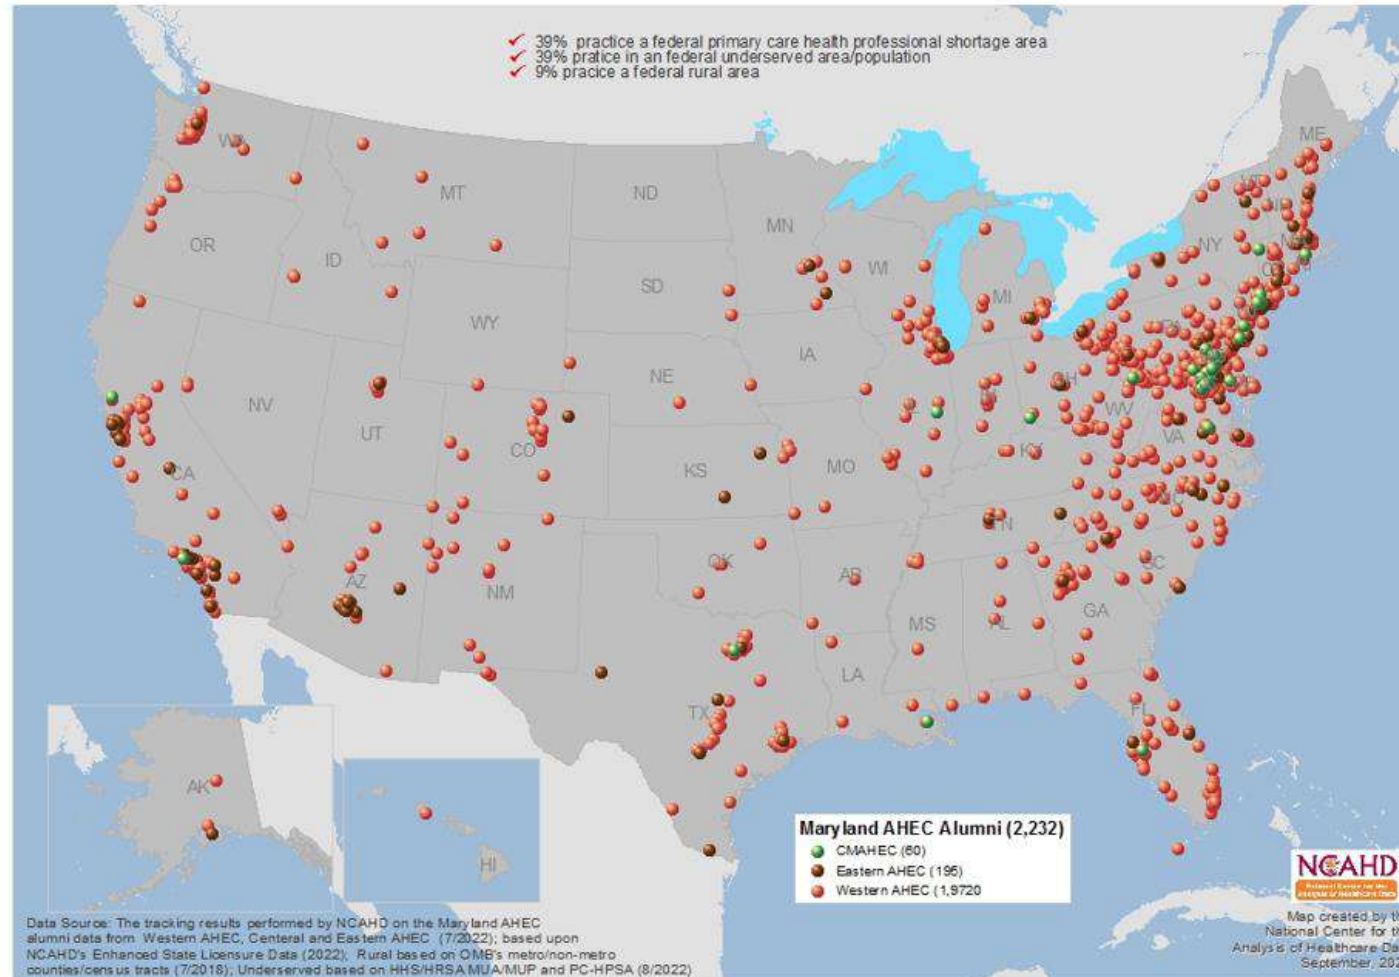 ✓ 39% practice a federal primary care health professional shortage area
✓ 39% pratice in an federal underserved area/population
✓ 9% pracice a federal rural area
WA
MT
ND
MN
ME
VT
NH
OR
ID
SD
WI
MI
NY
WY
IA
NE
PA
NV
UT
CO
IL
IN
OH
WV
VA
CA
KS
MO
KY
NC
TN
OK
AR
SC
AZ
NM
MS
AL
GA
LA
TX
FL
AK
HI
Maryland AHEC Alumni (2,232)
CMAHEC (60)
Eastern AHEC (195)
Western AHEC (1,9720
NCAHD
Data Source: The tracking results performed by NCAHD on the Maryland AHEC
alumni data from Western AHEC, Centeral and Eastern AHEC (7/2022); based upon
NCAHD's Enhanced State Licensure Data (2022); Rural based on OMB's metro/non-metro
counties/census tracts (7/2018); Underserved based on HHS/HRSA MUA/MUP and PC-HPSA (8/2022)
Map created by
National Center for
Analysis of Healthcare
September,